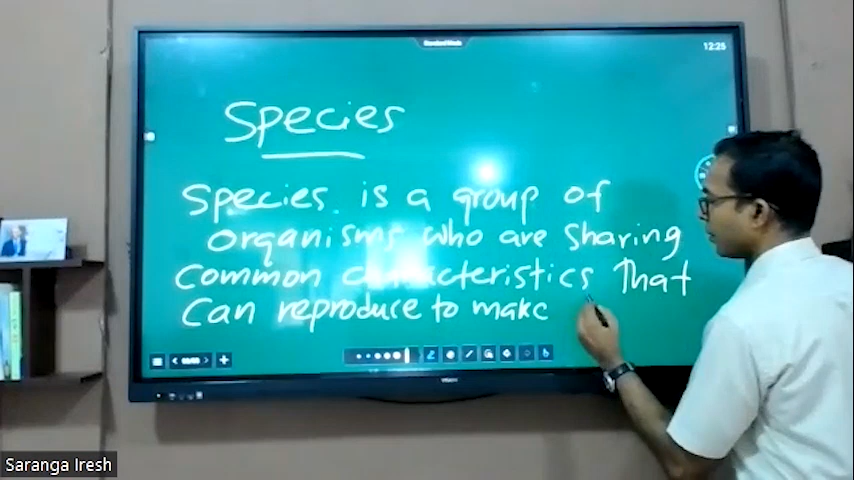 12:25
Species
Species is a group of
organisms who are sharing
common characteristics that
can reproduce to make
Saranga Iresh